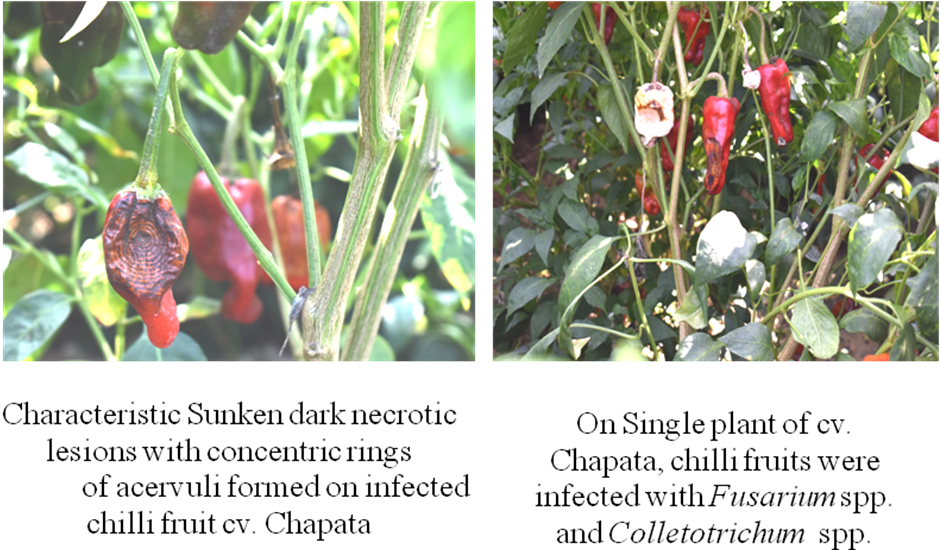 Characteristic Sunken dark necrotic
lesions with concentric rings
of acervuli formed on infected
chilli fruit cv. Chapata
On Single plant of cv.
Chapata, chilli fruits were
infected with Fusarium spp.
and Colletotrichum spp.